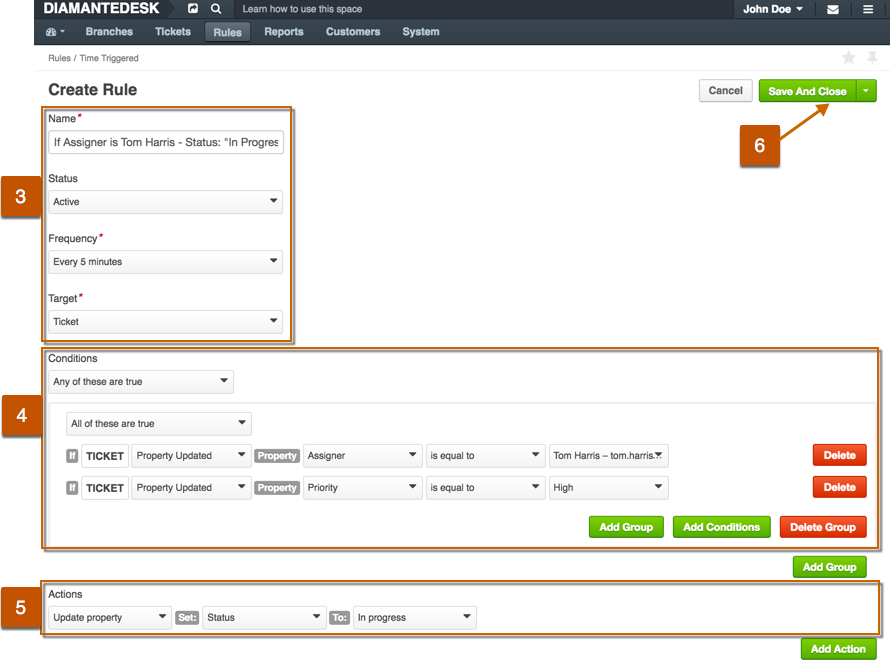 DIAMANTEDESK Learn how to use this space John Doe
Branches Tickets Rules Reports Customers System
Rules / Time Triggered
Create Rule Cancel Save And Close
6
Name*
If Assigner is Tom Harris - Status: "In Progres
3
Status
Active
Frequency*
Every 5 minutes
Target*
Ticket
4
Conditions
Any of these are true
All of these are true
If TICKET Property Updated Property Assigner is equal to Tom Harris – tom.harris... Delete
If TICKET Property Updated Property Priority is equal to High Delete
Add Group Add Conditions Delete Group
Add Group
5
Actions
Update property Set: Status To: In progress
Add Action